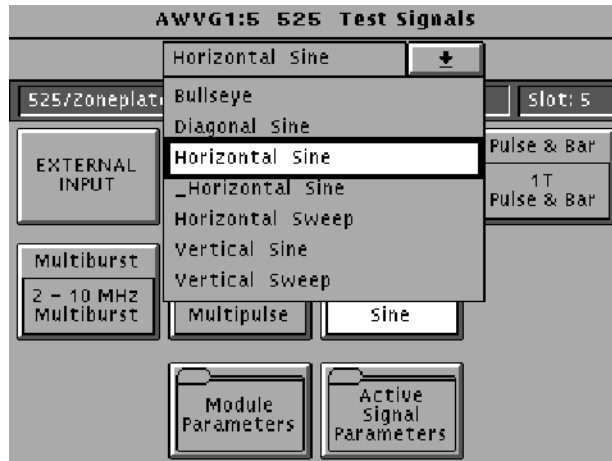 AWVG1:5 525 Test Signals
Horizontal Sine
525/Zoneplat
Slot: 5
Bullseye
Diagonal Sine
Horizontal Sine
_Horizontal Sine
Horizontal Sweep
Vertical Sine
Vertical Sweep
EXTERNAL
INPUT
Pulse & Bar
1T
Pulse & Bar
Multiburst
2 - 10 MHz
Multiburst
Multipulse
Sine
Module
Parameters
Active
Signal
Parameters